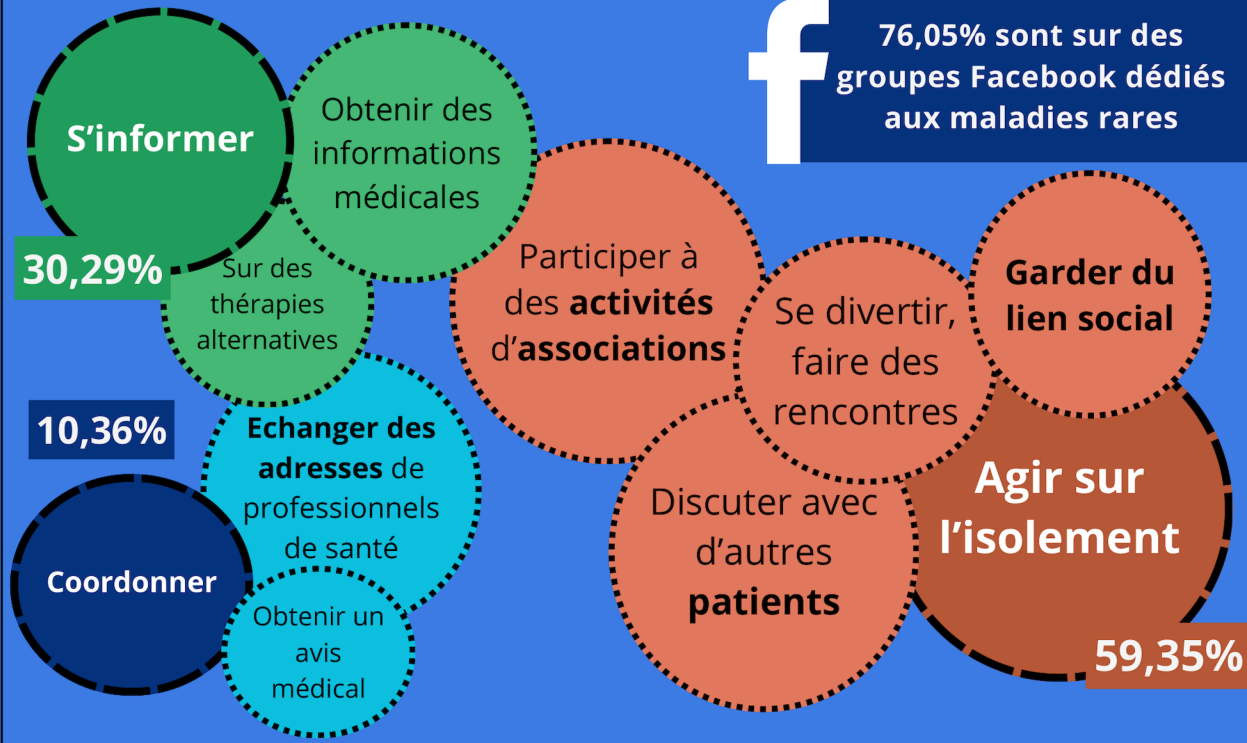 76,05% sont sur des
groupes Facebook dédiés
aux maladies rares
S'informer
30,29%
Obtenir des
informations
médicales
Sur des
thérapies
alternatives
Participer à
des activités
d'associations
Se divertir,
faire des
rencontres
Garder du
lien social
Discuter avec
d'autres
patients
Agir sur
l'isolement
59,35%
10,36%
Coordonner
Echanger des
adresses de
professionnels
de santé
Obtenir un
avis
médical